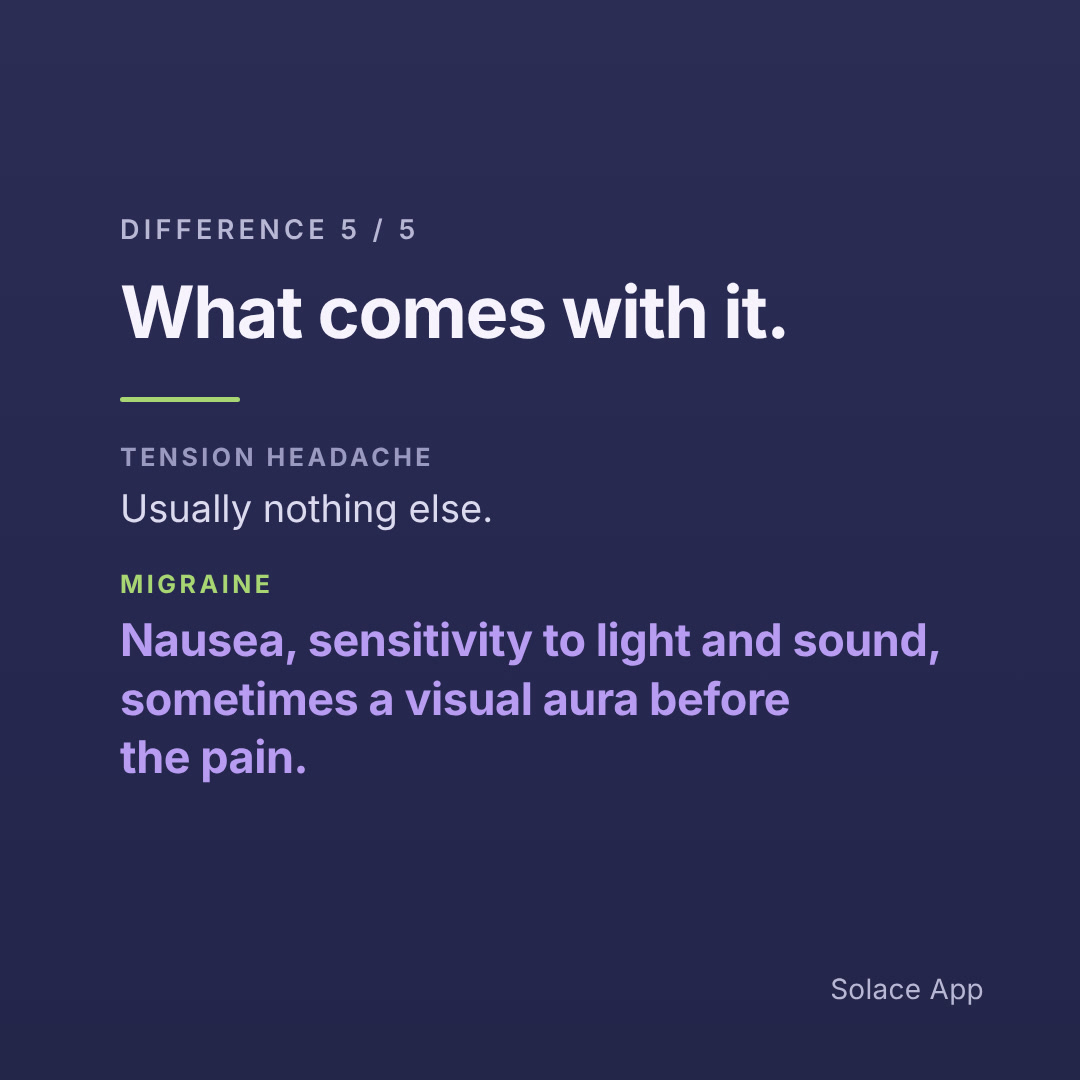 DIFFERENCE 5 / 5
What comes with it.
TENSION HEADACHE
Usually nothing else.
MIGRAINE
Nausea, sensitivity to light and sound,
sometimes a visual aura before
the pain.
Solace App